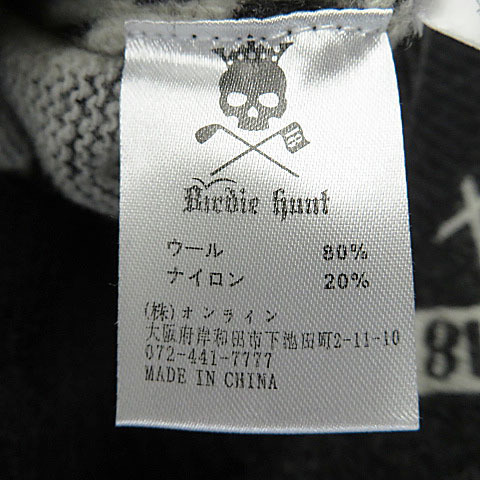 18
Birdie hunt
ウール 80%
ナイロン 20%
(株)オンライン
大阪府岸和田市下池田町2-11-10
072-441-7777
MADE IN CHINA